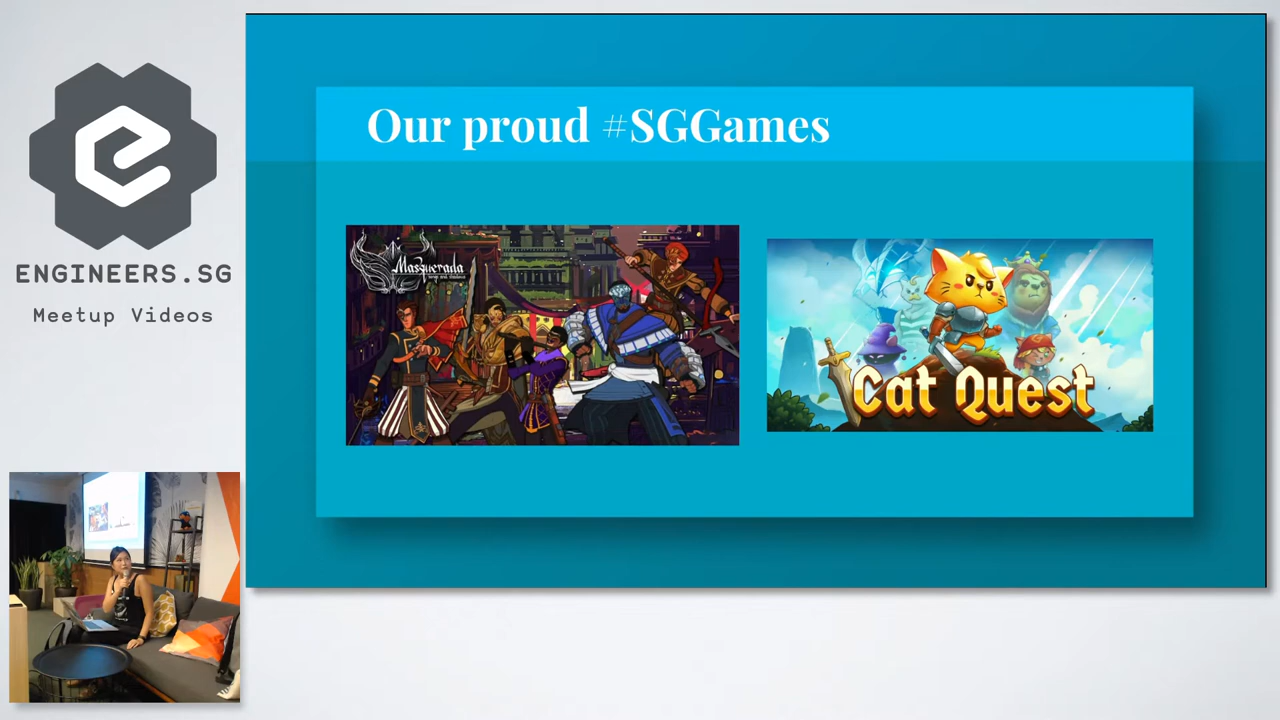 ENGINEERS.SG
Meetup Videos
Our proud #SGGames
Masquerada
Cat Quest